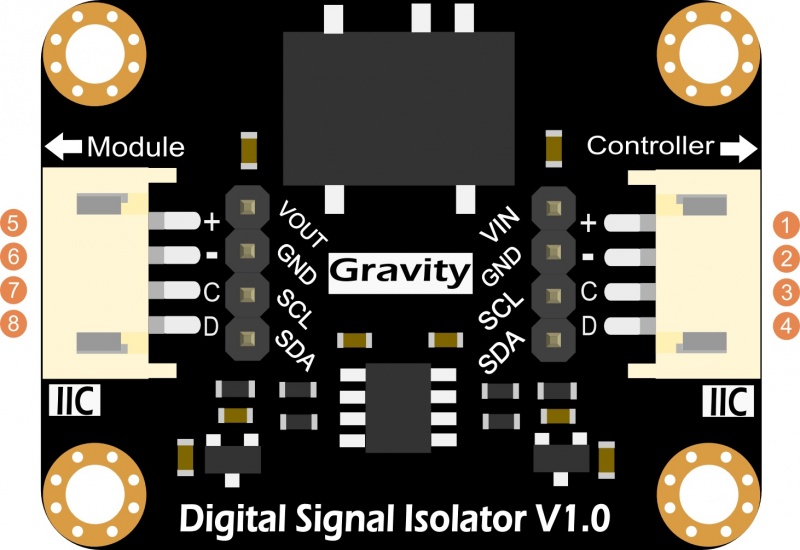 Module
Controller
5
+
VOUT
VIN
+
1
6
-
GND
Gravity
GND
-
2
7
C
SCL
SCL
C
3
8
D
SDA
SDA
D
4
IIC
IIC
Digital Signal Isolator V1.0